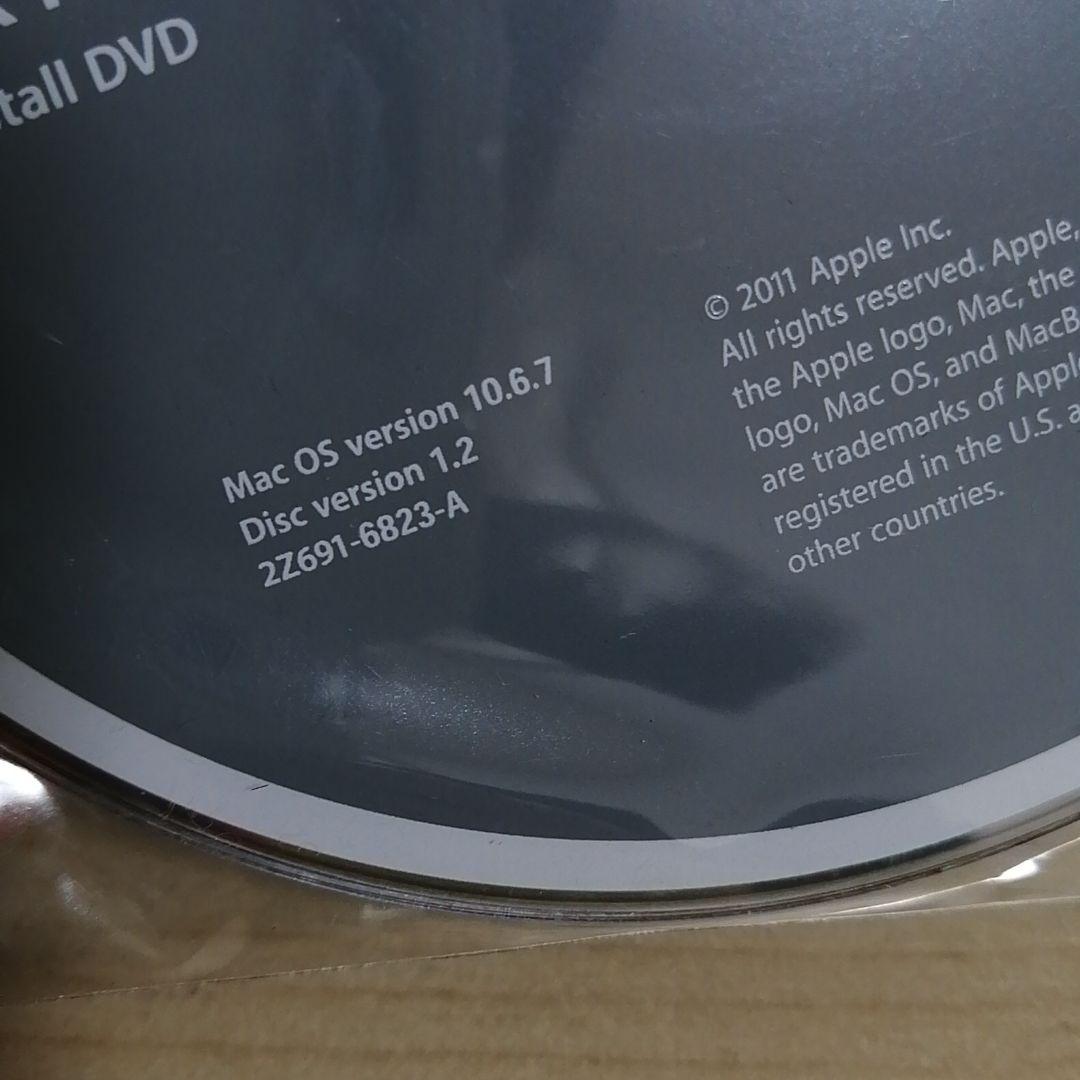 tall DVD
Mac OS version 10.6.7
Disc version 1.2
2Z691-6823-A
© 2011 Apple Inc.
All rights reserved. Apple,
the Apple logo, Mac, the
logo, Mac OS, and MacB
are trademarks of Apple
registered in the U.S. a
other countries.